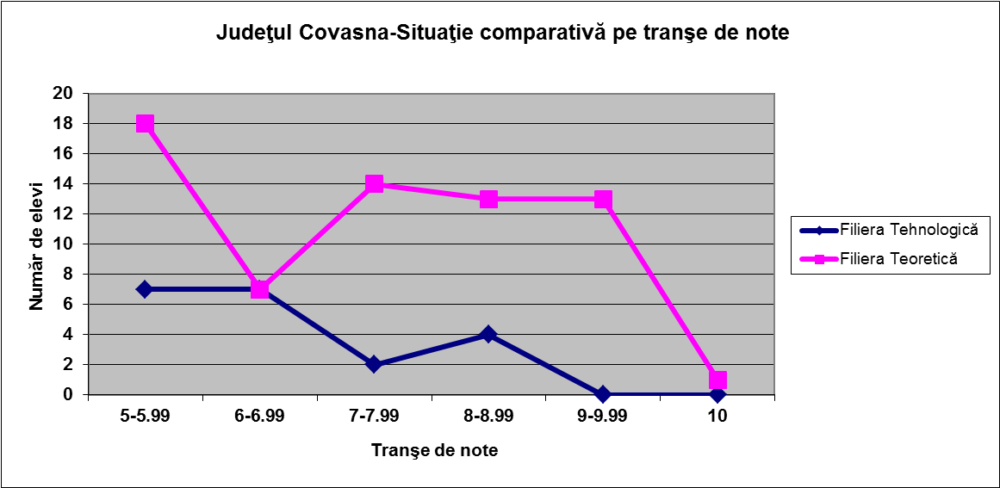 Judeţul Covasna-Situaţie comparativă pe tranşe de note
20
18
16
14
12
10
8
6
4
2
0
Număr de elevi
5-5.99 6-6.99 7-7.99 8-8.99 9-9.99 10
Tranşe de note
Filiera Tehnologică
Filiera Teoretică